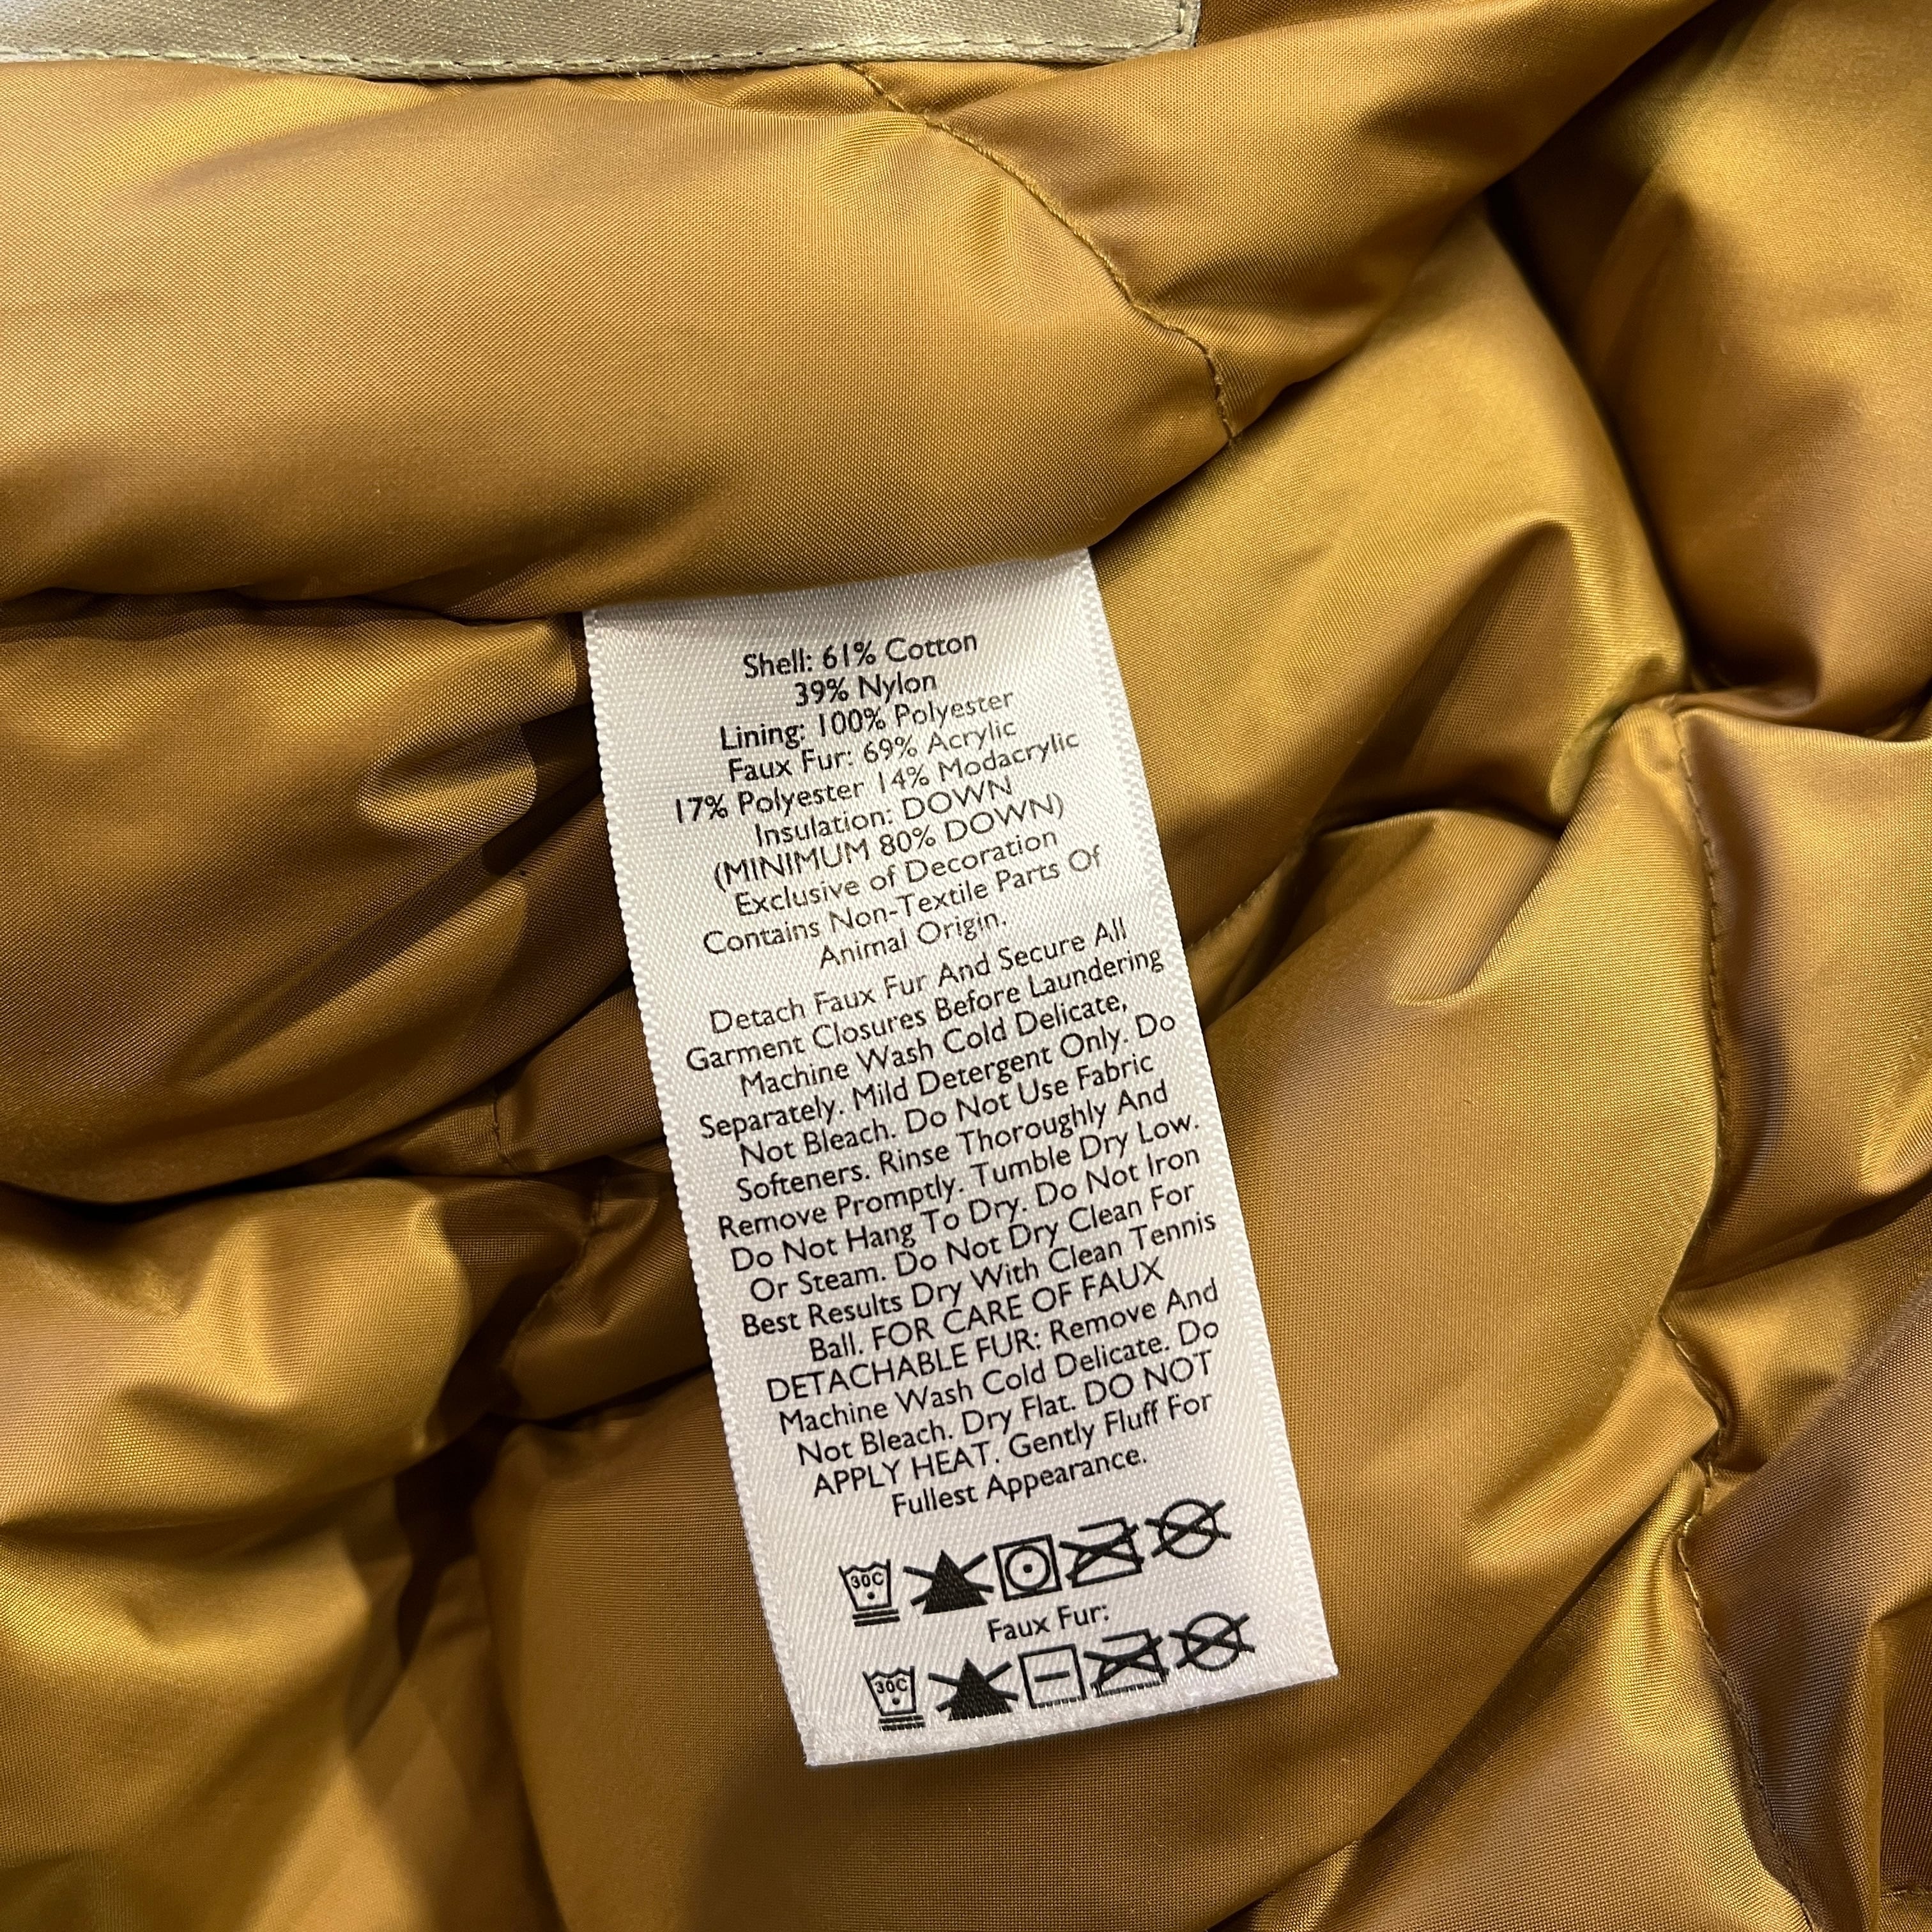 Shell: 61% Cotton
39% Nylon
Lining: 100% Polyester
Faux Fur: 69% Acrylic
17% Polyester 14% Modacrylic
Insulation: DOWN
(MINIMUM 80% DOWN)
Exclusive of Decoration
Contains Non-Textile Parts Of
Animal Origin.
Detach Faux Fur And Secure All
Garment Closures Before Laundering
Machine Wash Cold Delicate,
Separately. Mild Detergent Only. Do
Not Bleach. Do Not Use Fabric
Softeners. Rinse Thoroughly And
Remove Promptly. Tumble Dry Low.
Do Not Hang To Dry. Do Not Iron
Or Steam. Do Not Dry Clean For
Best Results Dry With Clean Tennis
Ball. FOR CARE OF FAUX
DETACHABLE FUR: Remove And
Machine Wash Cold Delicate. Do
Not Bleach. Dry Flat. DO NOT
APPLY HEAT. Gently Fluff For
Fullest Appearance.
30C
Faux Fur:
30C